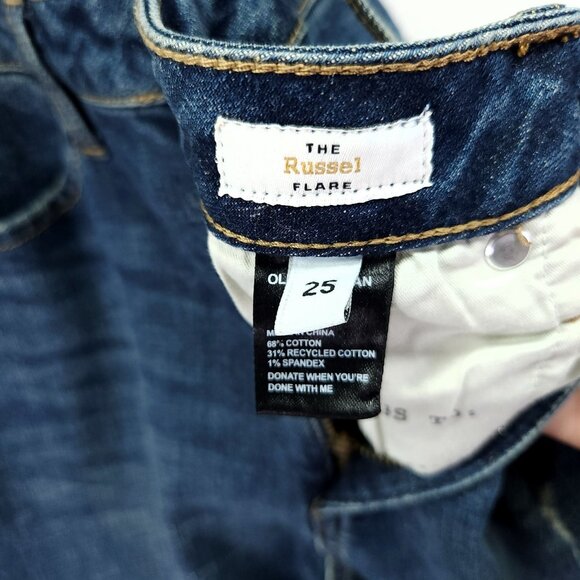 THE
Russel
FLARE
25
CHINA
68% COTTON
31% RECYCLED COTTON
1% SPANDEX
DONATE WHEN YOU'RE
DONE WITH ME